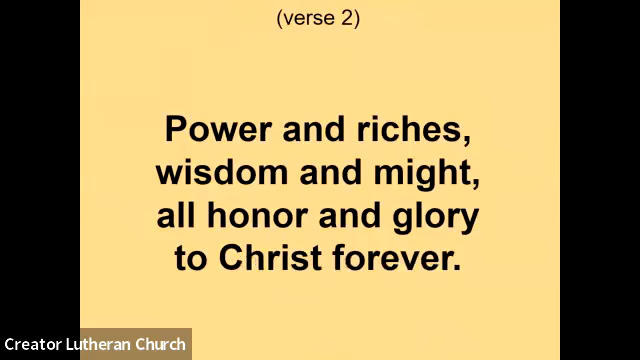 (verse 2)
Power and riches,
wisdom and might,
all honor and glory
to Christ forever.
Creator Lutheran Church